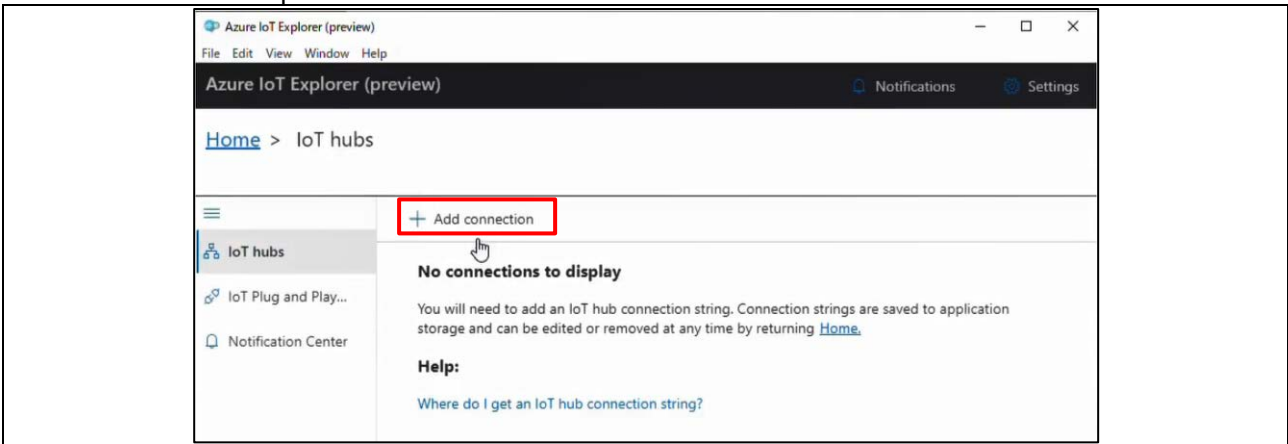 Azure IoT Explorer (preview)
File Edit View Window Help
Azure IoT Explorer (preview) Notifications Settings
Home > IoT hubs
+ Add connection
IoT hubs
No connections to display
IoT Plug and Play...
You will need to add an IoT hub connection string. Connection strings are saved to application
storage and can be edited or removed at any time by returning Home.
Notification Center
Help:
Where do I get an IoT hub connection string?